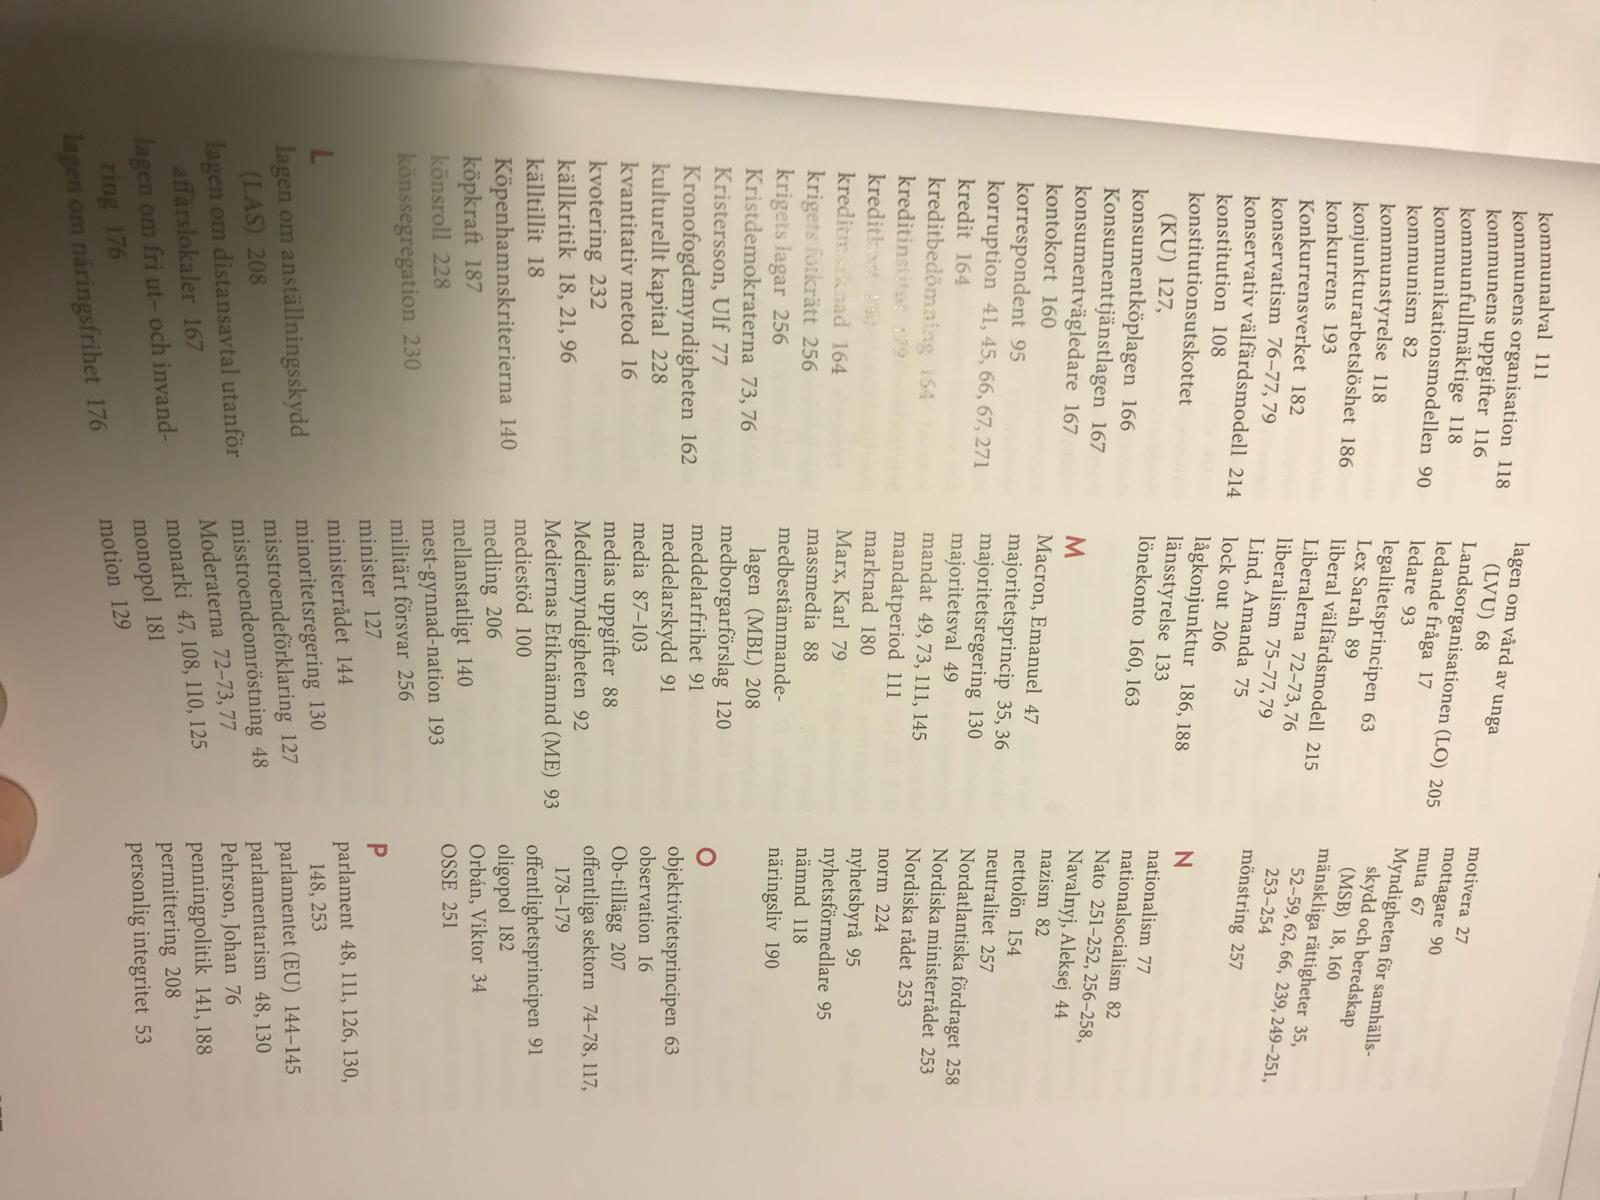 kommunalval 111
kommunens organisation 118
kommunens uppgifter 116
kommunfullmäktige 118
kommunikationsmodellen 90
kommunism 82
kommunstyrelse 118
konjunkturarbetslöshet 186
konkurrens 193
Konkurrensverket 182
konservatism 76–77, 79
konservativ välfärdsmodell 214
konstitution 108
konstitutionsutskottet
(KU) 127,
konsumentköplagen 166
Konsumenttjänstlagen 167
konsumentvägledare 167
kontokort 160
korrespondent 95
korruption 41, 45, 66, 67, 271
kredit 164
kreditbedömning 164
kreditinstitut 179
kreditkort
kreditmarknad 164
krigets folkrätt 256
krigets lagar 256
Kristdemokraterna 73, 76
Kristersson, Ulf 77
Kronofogdemyndigheten 162
kulturellt kapital 228
kvantitativ metod 16
kvotering 232
källkritik 18, 21, 96
källtillit 18
Köpenhamnskriterierna 140
köpkraft 187
könsroll 228
könssegregation 230
L
lagen om anställningsskydd
(LAS) 208
lagen om distansavtal utanför
affärslokaler 167
lagen om fri ut– och invand-
ring 176
lagen om näringsfrihet 176
lagen om vård av unga
(LVU) 68
Landsorganisationen (LO) 205
ledande fråga 17
ledare 93
legalitetsprincipen 63
Lex Sarah 89
liberal välfärdsmodell 215
Liberalerna 72–73, 76
liberalism 75–77, 79
Lind, Amanda 75
lock out 206
lågkonjunktur 186, 188
länsstyrelse 133
lönekonto 160, 163
M
Macron, Emanuel 47
majoritetsprincip 35, 36
majoritetsregering 130
majoritetsval 49
mandat 49, 73, 111, 145
mandatperiod 111
marknad 180
Marx, Karl 79
massmedia 88
medbestämmande-
lagen (MBL) 208
medborgarförslag 120
meddelarfrihet 91
meddelarskydd 91
media 87–103
medias uppgifter 88
Mediemyndigheten 92
Mediernas Etiknämnd (ME) 93
mediestöd 100
medling 206
mellanstatligt 140
mest-gynnad-nation 193
militärt försvar 256
minister 127
ministerrådet 144
minoritetsregering 130
misstroendeförklaring 127
misstroendeomröstning 48
Moderaterna 72–73, 77
monarki 47, 108, 110, 125
monopol 181
motion 129
motivera 27
mottagare 90
muta 67
Myndigheten för samhälls-
skydd och beredskap
(MSB) 18, 160
mänskliga rättigheter 35,
52–59, 62, 66, 239, 249–251,
253–254
mönstring 257
N
nationalism 77
nationalsocialism 82
Nato 251–252, 256–258,
Navalnyj, Aleksej 44
nazism 82
nettolön 154
neutralitet 257
Nordatlantiska fördraget 258
Nordiska ministerrådet 253
Nordiska rådet 253
norm 224
nyhetsbyrå 95
nyhetsförmedlare 95
nämnd 118
näringsliv 190
O
objektivitetsprincipen 63
observation 16
Ob-tillägg 207
offentliga sektorn 74–78, 117,
178–179
offentlighetsprincipen 91
oligopol 182
Orbán, Viktor 34
OSSE 251
P
parlament 48, 111, 126, 130,
148, 253
parlamentet (EU) 144–145
parlamentarism 48, 130
Pehrson, Johan 76
penningpolitik 141, 188
permittering 208
personlig integritet 53